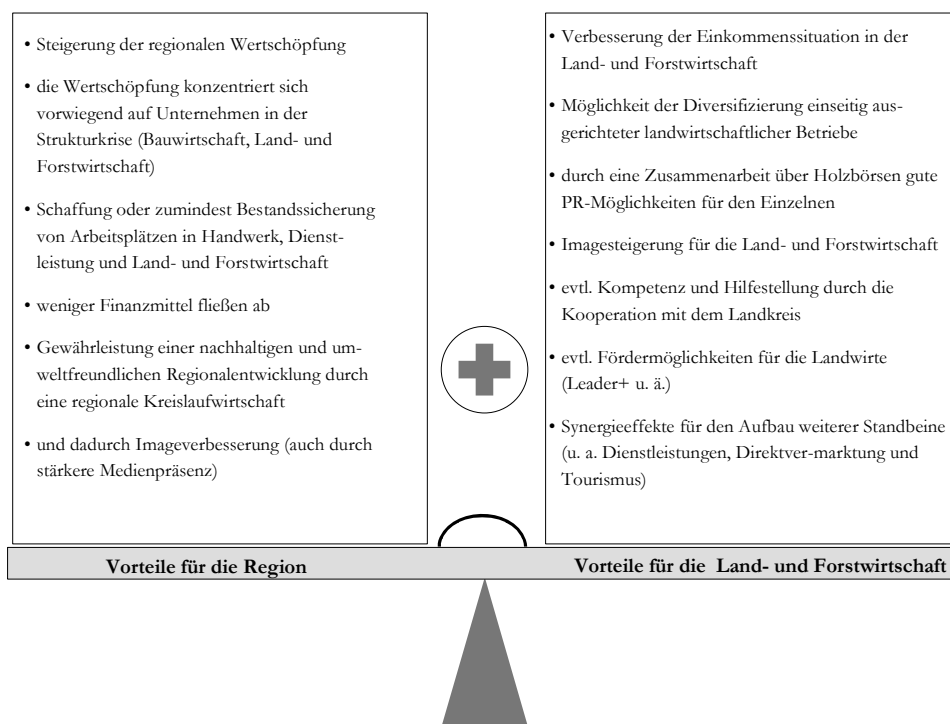 • Steigerung der regionalen Wertschöpfung
• die Wertschöpfung konzentriert sich
vorwiegend auf Unternehmen in der
Strukturkrise (Bauwirtschaft, Land- und
Forstwirtschaft)
• Schaffung oder zumindest Bestandssicherung
von Arbeitsplätzen in Handwerk, Dienst-
leistung und Land- und Forstwirtschaft
• weniger Finanzmittel fließen ab
• Gewährleistung einer nachhaltigen und um-
weltfreundlichen Regionalentwicklung durch
eine regionale Kreislaufwirtschaft
• und dadurch Imageverbesserung (auch durch
stärkere Medienpräsenz)
• Verbesserung der Einkommenssituation in der
Land- und Forstwirtschaft
• Möglichkeit der Diversifizierung einseitig aus-
gerichteter landwirtschaftlicher Betriebe
• durch eine Zusammenarbeit über Holzbörsen gute
PR-Möglichkeiten für den Einzelnen
• Imagesteigerung für die Land- und Forstwirtschaft
• evtl. Kompetenz und Hilfestellung durch die
Kooperation mit dem Landkreis
• evtl. Fördermöglichkeiten für die Landwirte
(Leader+ u. ä.)
• Synergieeffekte für den Aufbau weiterer Standbeine
(u. a. Dienstleistungen, Direktver-marktung und
Tourismus)
Vorteile für die Region
Vorteile für die Land- und Forstwirtschaft